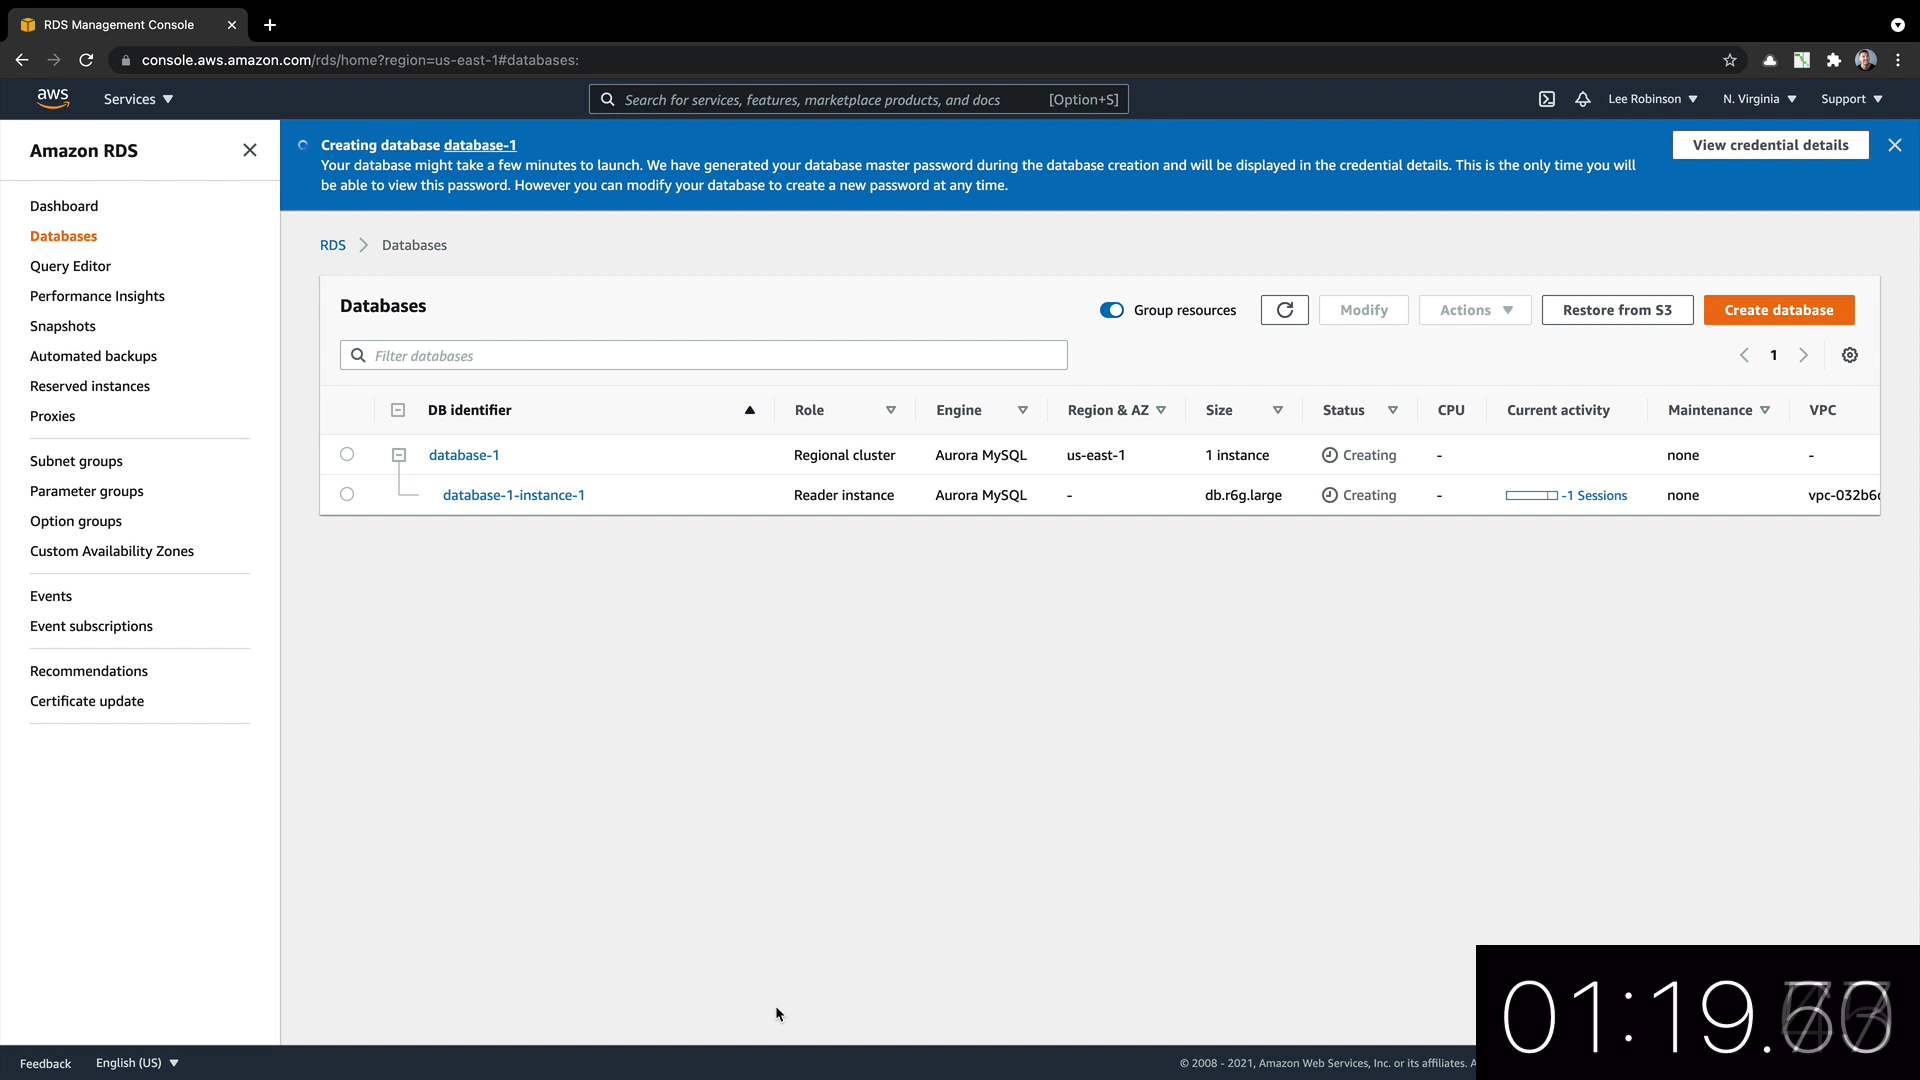 RDS Management Console
console.aws.amazon.com/rds/home?region=us-east-1#databases:
aws
Services
Search for services, features, marketplace products, and docs [Option+S]
Lee Robinson
N. Virginia
Support
Amazon RDS
Dashboard
Databases
Query Editor
Performance Insights
Snapshots
Automated backups
Reserved instances
Proxies
Subnet groups
Parameter groups
Option groups
Custom Availability Zones
Events
Event subscriptions
Recommendations
Certificate update
Creating database database-1
Your database might take a few minutes to launch. We have generated your database master password during the database creation and will be displayed in the credential details. This is the only time you will
be able to view this password. However you can modify your database to create a new password at any time.
View credential details
RDS > Databases
Databases
Group resources
Modify
Actions
Restore from S3
Create database
Filter databases
1
DB identifier Role Engine Region & AZ Size Status CPU Current activity Maintenance VPC
database-1 Regional cluster Aurora MySQL us-east-1 1 instance Creating - none -
database-1-instance-1 Reader instance Aurora MySQL - db.r6g.large Creating - -1 Sessions none vpc-032b6
01:19.
Feedback
English (US)
© 2008 - 2021, Amazon Web Services, Inc. or its affiliates.